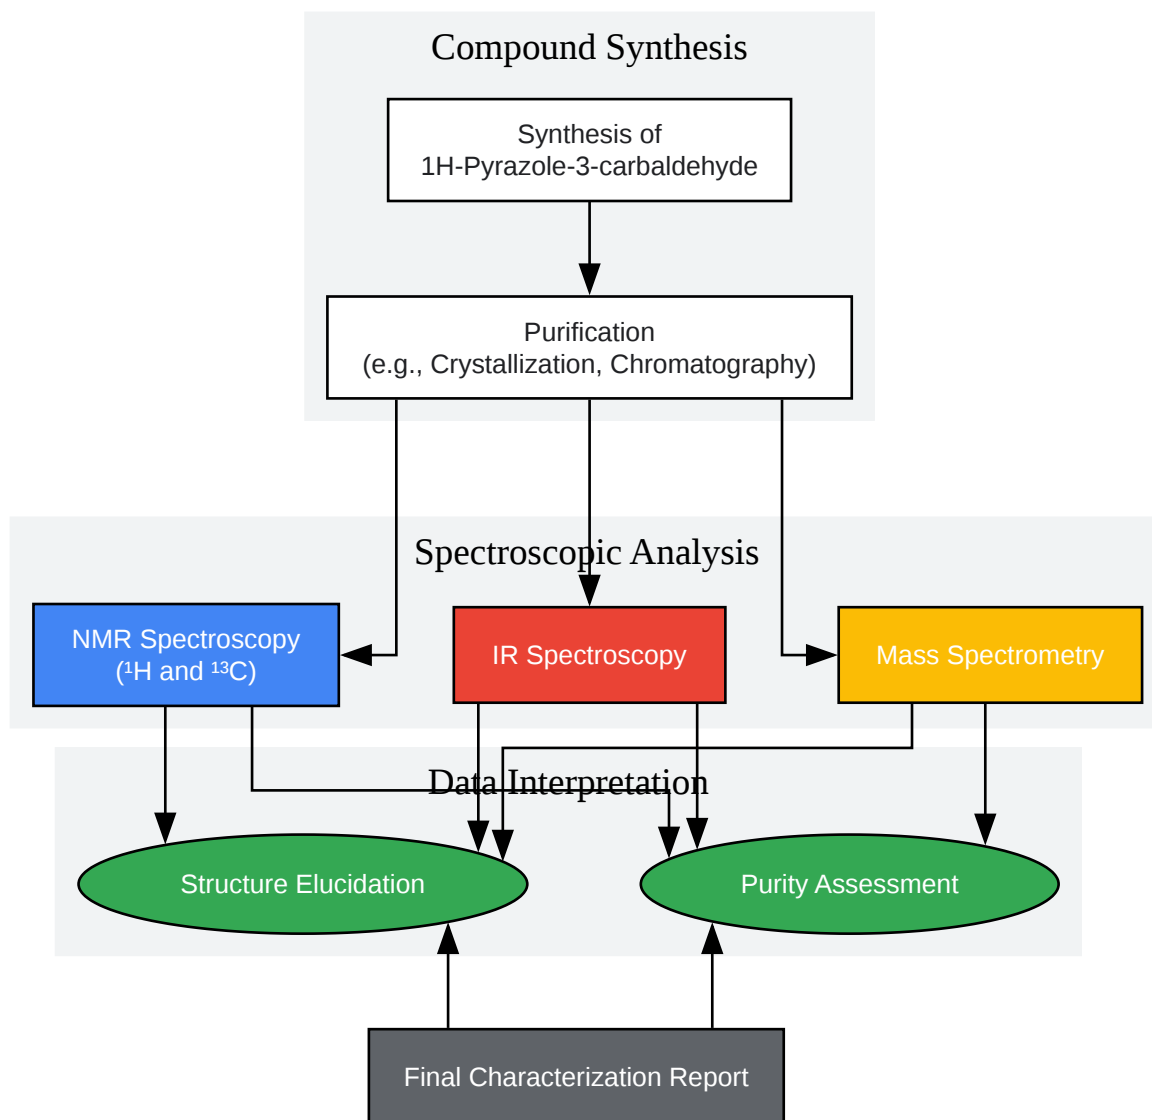 Compound Synthesis
Synthesis of
1H-Pyrazole-3-carbaldehyde
Purification
(e.g., Crystallization, Chromatography)
Spectroscopic Analysis
NMR Spectroscopy
(¹H and ¹³C)
IR Spectroscopy
Mass Spectrometry
Data Interpretation
Structure Elucidation
Purity Assessment
Final Characterization Report